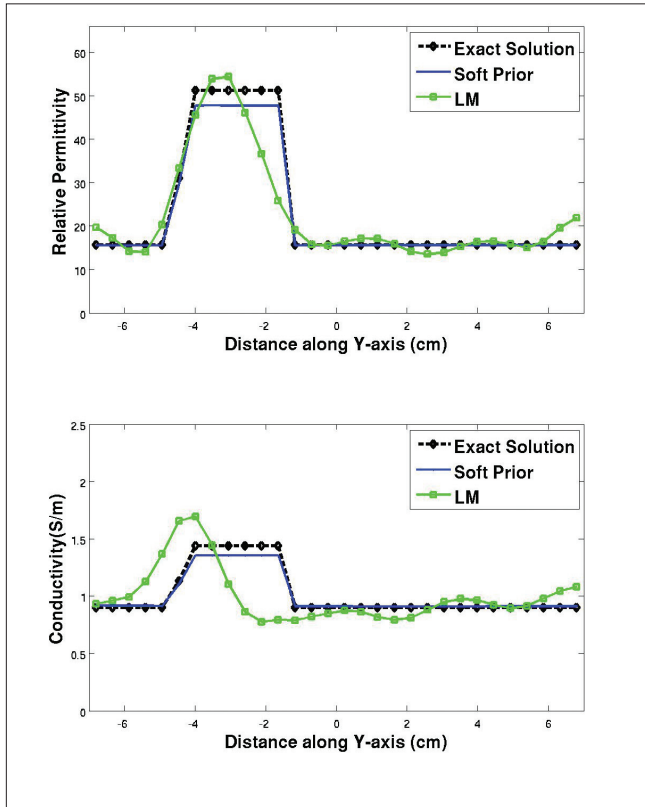 60
50
40
30
20
10
0
Relative Permittivity
Exact Solution
Soft Prior
LM
-6 -4 -2 0 2 4 6
Distance along Y-axis (cm)
2.5
2
1.5
1
0.5
0
Conductivity(S/m)
Exact Solution
Soft Prior
LM
-6 -4 -2 0 2 4 6
Distance along Y-axis (cm)